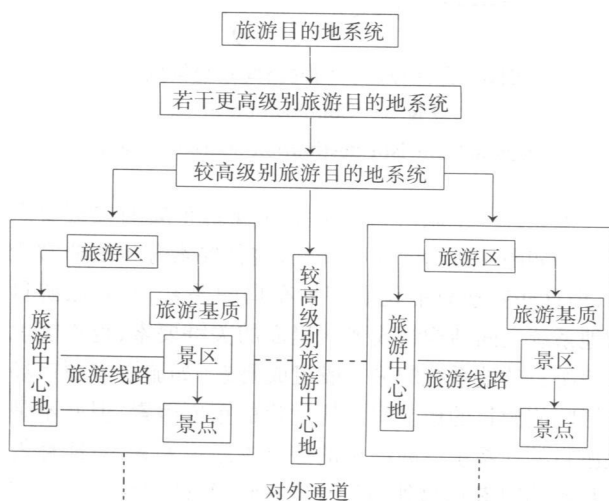 旅游目的地系统
若干更高级别旅游目的地系统
较高级别旅游目的地系统
旅游区
旅游基质
旅游中心地
旅游线路
景区
景点
较高级别旅游中心地
旅游区
旅游基质
旅游中心地
旅游线路
景区
景点
对外通道